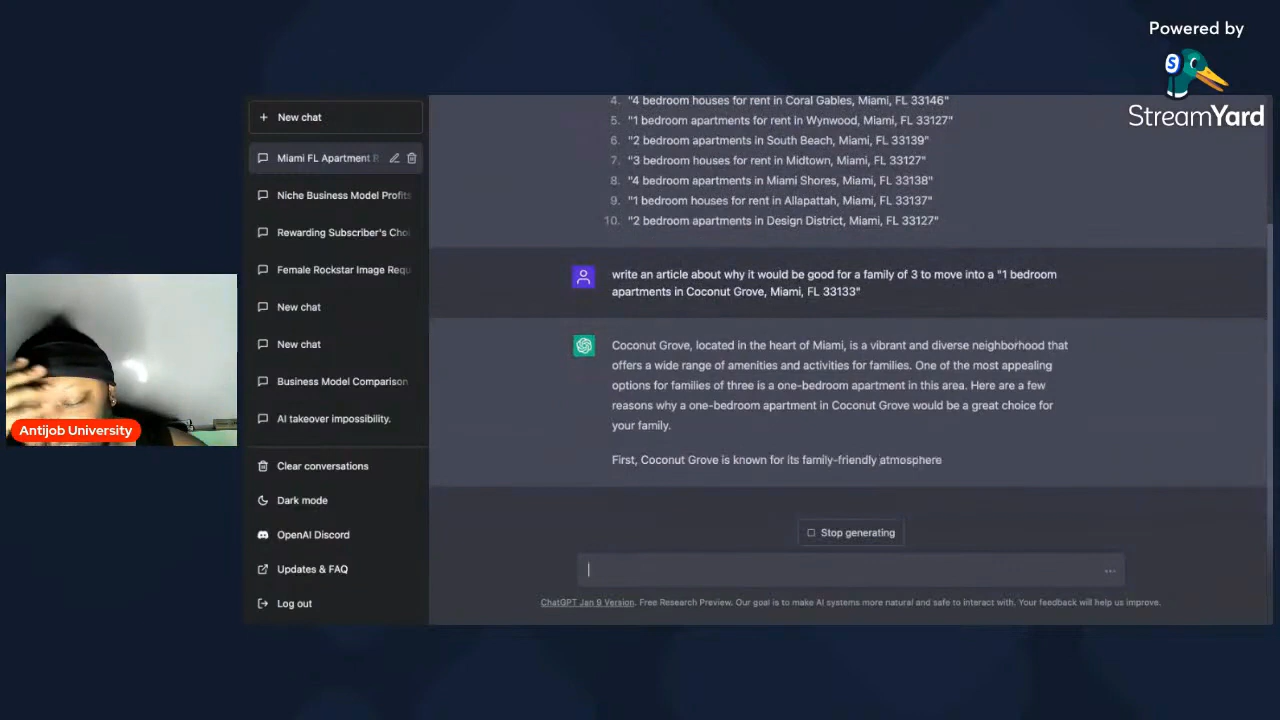 Powered by
S
StreamYard
New chat
Miami FL Apartment R
Niche Business Model Profits
Rewarding Subscriber's Choi
Female Rockstar Image Requ
New chat
New chat
Business Model Comparison
AI takeover impossibility.
Clear conversations
Dark mode
OpenAI Discord
Updates & FAQ
Log out
4. "4 bedroom houses for rent in Coral Gables, Miami, FL 33146"
5. "1 bedroom apartments for rent in Wynwood, Miami, FL 33127"
6. "2 bedroom apartments in South Beach, Miami, FL 33139"
7. "3 bedroom houses for rent in Midtown, Miami, FL 33127"
8. "4 bedroom apartments in Miami Shores, Miami, FL 33138"
9. "1 bedroom houses for rent in Allapattah, Miami, FL 33137"
10. "2 bedroom apartments in Design District, Miami, FL 33127"
write an article about why it would be good for a family of 3 to move into a "1 bedroom
apartments in Coconut Grove, Miami, FL 33133"
Coconut Grove, located in the heart of Miami, is a vibrant and diverse neighborhood that
offers a wide range of amenities and activities for families. One of the most appealing
options for families of three is a one-bedroom apartment in this area. Here are a few
reasons why a one-bedroom apartment in Coconut Grove would be a great choice for
your family.
First, Coconut Grove is known for its family-friendly atmosphere
Stop generating
ChatGPT Jan 9 Version. Free Research Preview. Our goal is to make AI systems more natural and safe to interact with. Your feedback will help us improve.
Antijob University